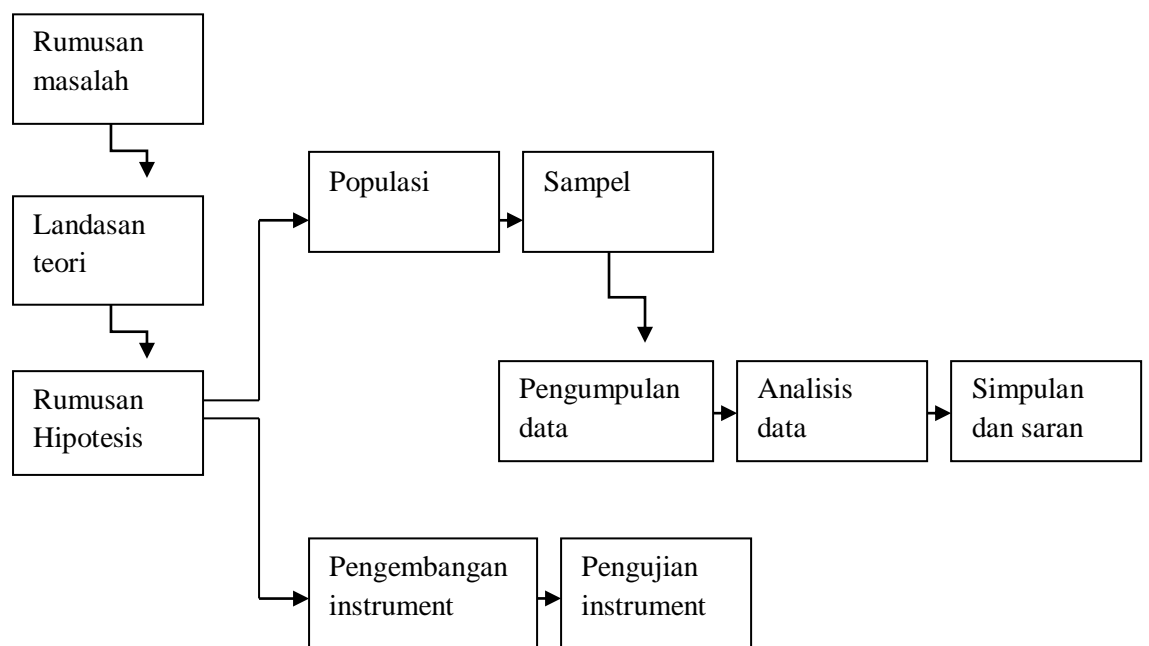 Rumusan
masalah
Landasan
teori
Rumusan
Hipotesis
Populasi
Sampel
Pengumpulan
data
Analisis
data
Simpulan
dan saran
Pengembangan
instrument
Pengujian
instrument